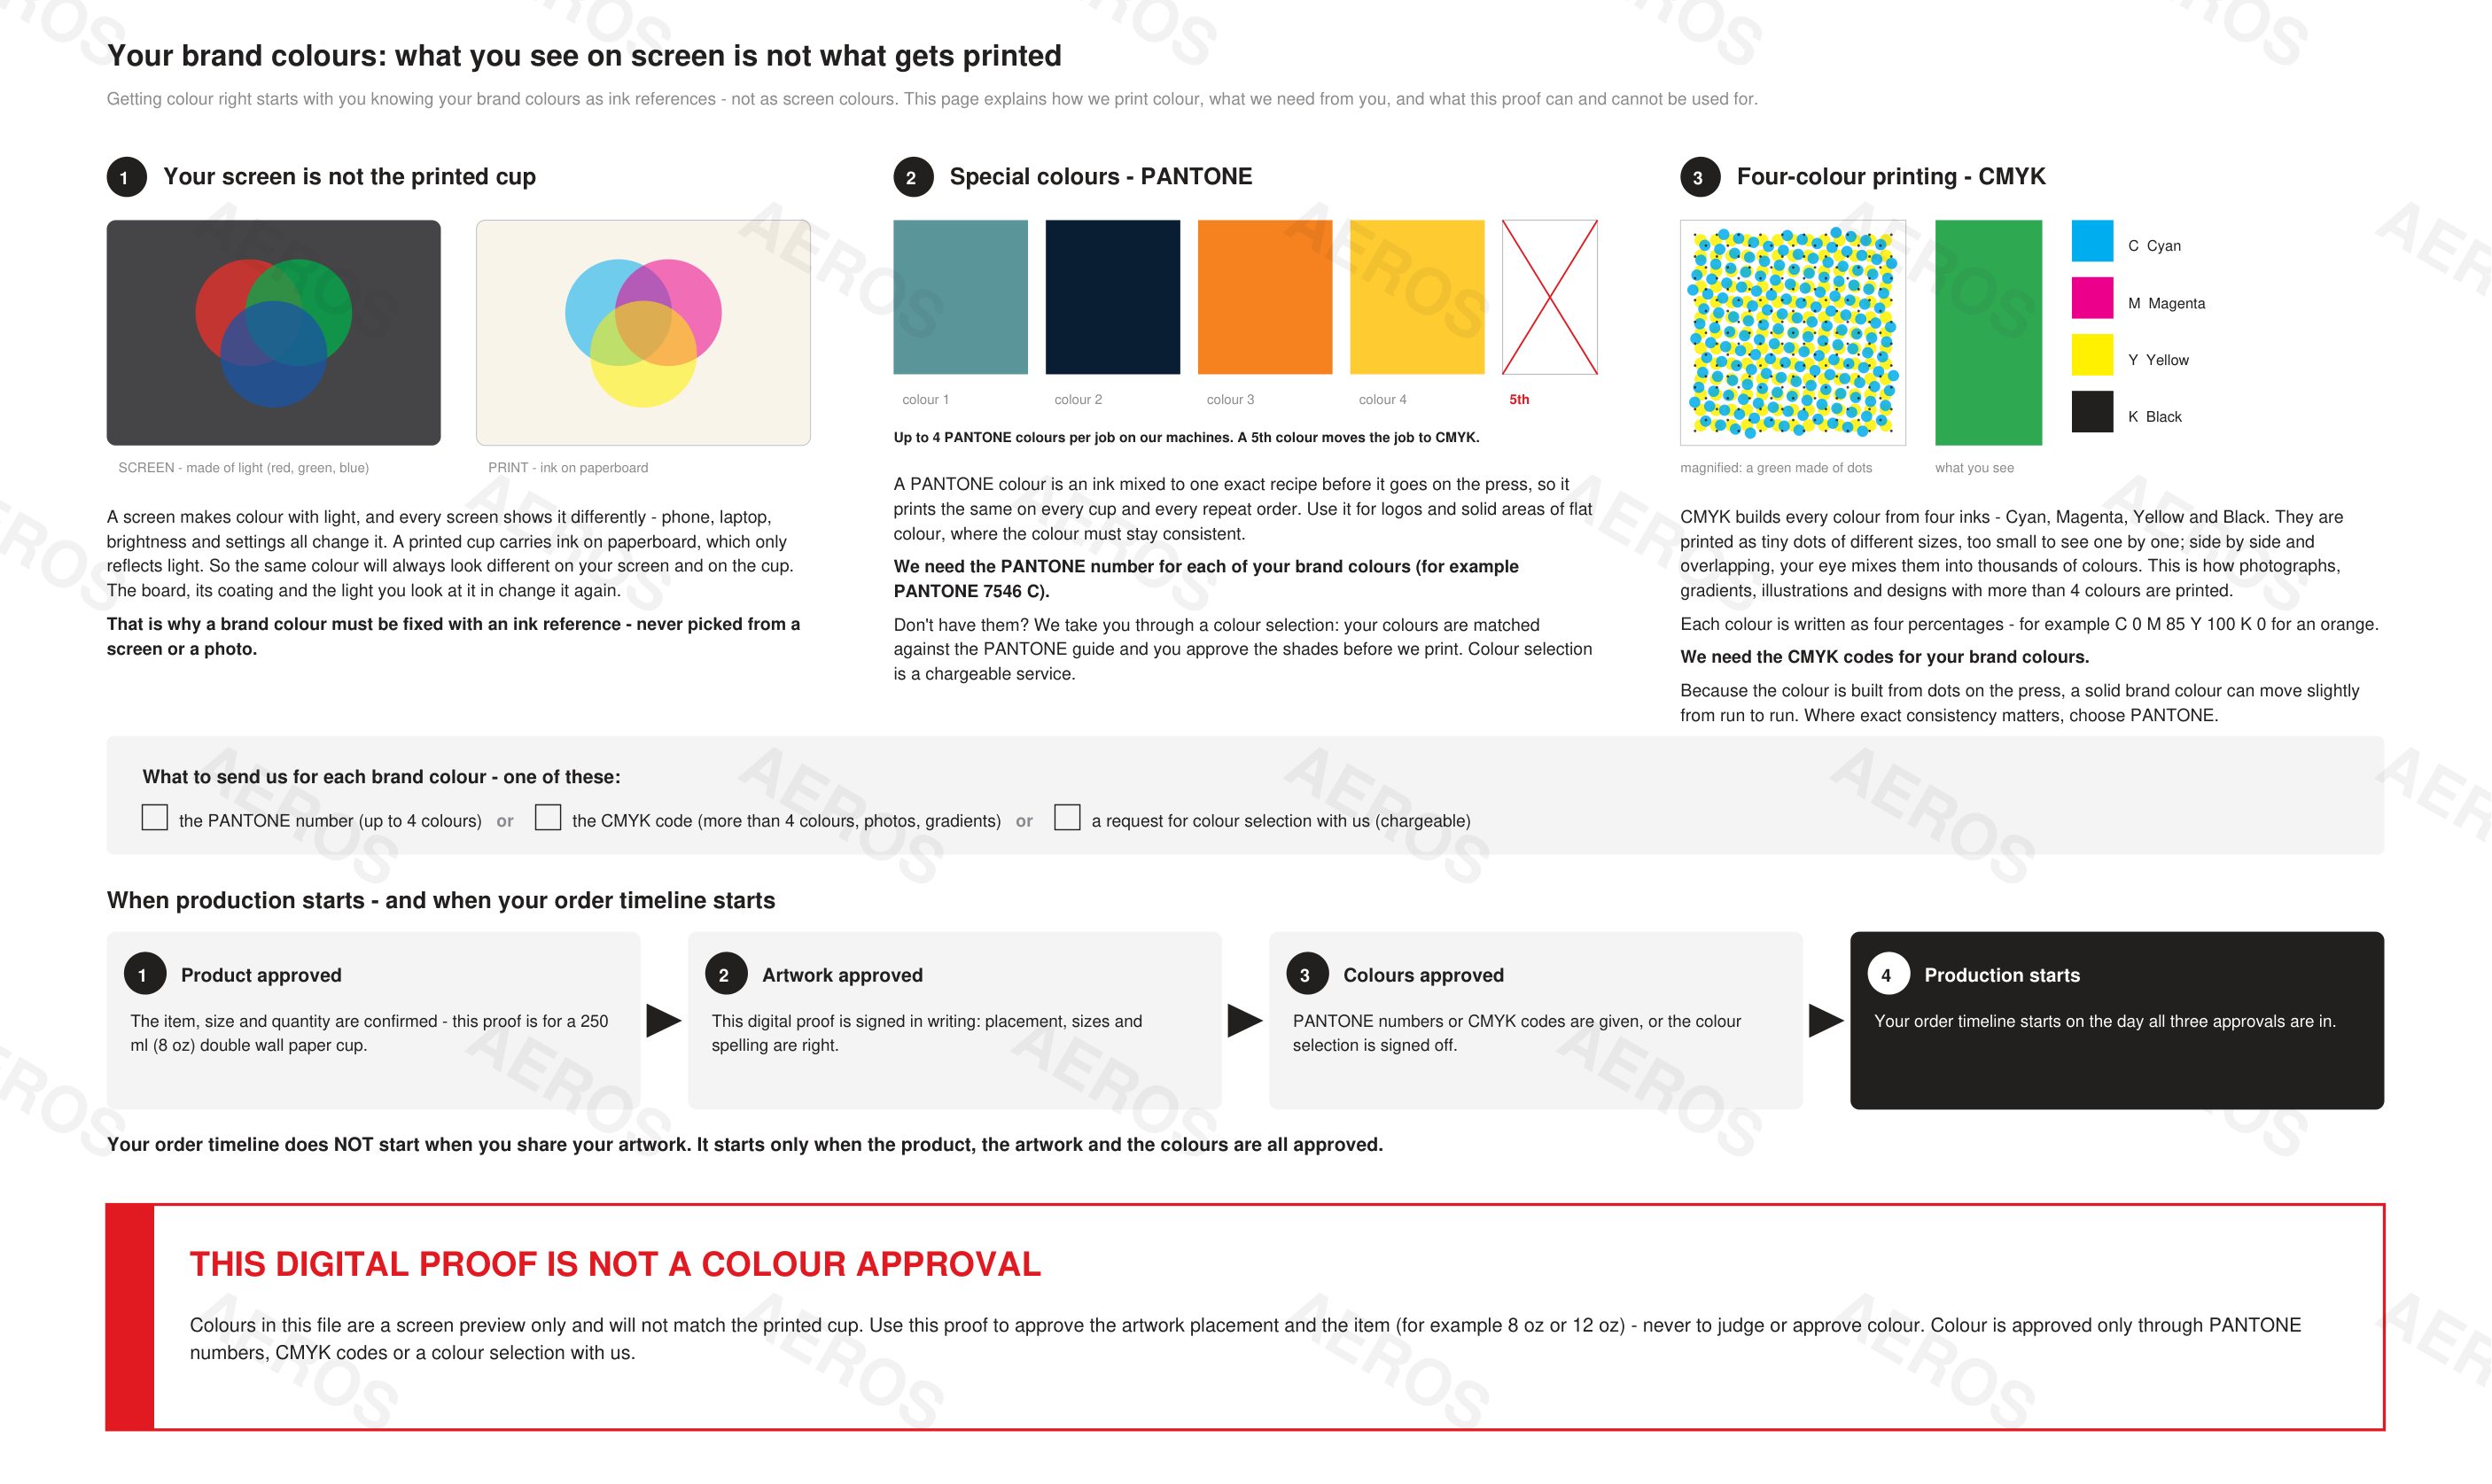 Your brand colours: what you see on screen is not what gets printed
Getting colour right starts with you knowing your brand colours as ink references - not as screen colours. This page explains how we print colour, what we need from you, and what this proof can and cannot be used for.
1 Your screen is not the printed cup
SCREEN - made of light (red, green, blue)
PRINT - ink on paperboard
A screen makes colour with light, and every screen shows it differently - phone, laptop,
brightness and settings all change it. A printed cup carries ink on paperboard, which only
reflects light. So the same colour will always look different on your screen and on the cup.
The board, its coating and the light you look at it in change it again.
That is why a brand colour must be fixed with an ink reference - never picked from a
screen or a photo.
2 Special colours - PANTONE
colour 1
colour 2
colour 3
colour 4
5th
Up to 4 PANTONE colours per job on our machines. A 5th colour moves the job to CMYK.
A PANTONE colour is an ink mixed to one exact recipe before it goes on the press, so it
prints the same on every cup and every repeat order. Use it for logos and solid areas of flat
colour, where the colour must stay consistent.
We need the PANTONE number for each of your brand colours (for example
PANTONE 7546 C).
Don't have them? We take you through a colour selection: your colours are matched
against the PANTONE guide and you approve the shades before we print. Colour selection
is a chargeable service.
3 Four-colour printing - CMYK
C Cyan
M Magenta
Y Yellow
K Black
magnified: a green made of dots
what you see
CMYK builds every colour from four inks - Cyan, Magenta, Yellow and Black. They are
printed as tiny dots of different sizes, too small to see one by one; side by side and
overlapping, your eye mixes them into thousands of colours. This is how photographs,
gradients, illustrations and designs with more than 4 colours are printed.
Each colour is written as four percentages - for example C 0 M 85 Y 100 K 0 for an orange.
We need the CMYK codes for your brand colours.
Because the colour is built from dots on the press, a solid brand colour can move slightly
from run to run. Where exact consistency matters, choose PANTONE.
What to send us for each brand colour - one of these:
the PANTONE number (up to 4 colours) or the CMYK code (more than 4 colours, photos, gradients) or a request for colour selection with us (chargeable)
When production starts - and when your order timeline starts
1 Product approved
The item, size and quantity are confirmed - this proof is for a 250
ml (8 oz) double wall paper cup.
2 Artwork approved
This digital proof is signed in writing: placement, sizes and
spelling are right.
3 Colours approved
PANTONE numbers or CMYK codes are given, or the colour
selection is signed off.
4 Production starts
Your order timeline starts on the day all three approvals are in.
Your order timeline does NOT start when you share your artwork. It starts only when the product, the artwork and the colours are all approved.
THIS DIGITAL PROOF IS NOT A COLOUR APPROVAL
Colours in this file are a screen preview only and will not match the printed cup. Use this proof to approve the artwork placement and the item (for example 8 oz or 12 oz) - never to judge or approve colour. Colour is approved only through PANTONE
numbers, CMYK codes or a colour selection with us.
AEROS